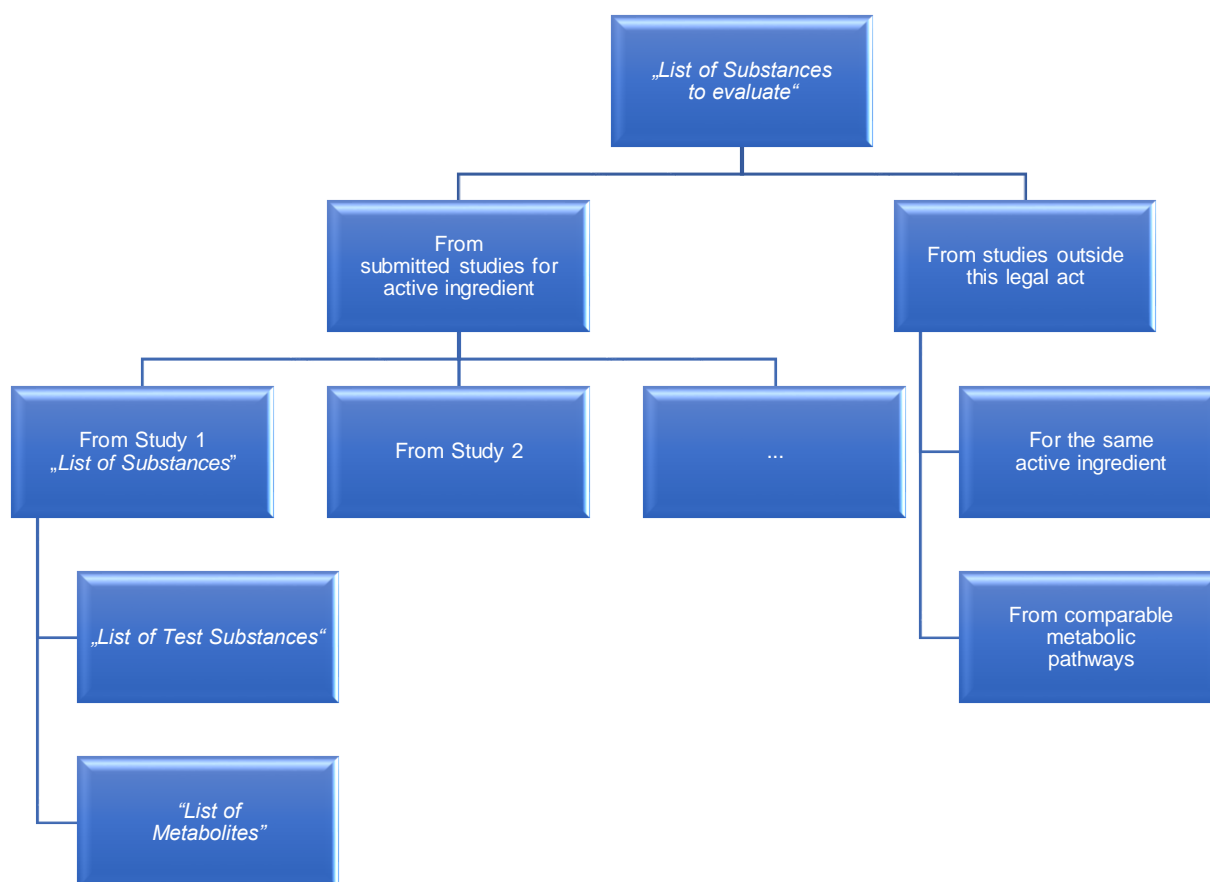 „List of Substances
to evaluate“
From
submitted studies for
active ingredient
From studies outside
this legal act
From Study 1
„List of Substances”
From Study 2
...
For the same
active ingredient
„List of Test Substances“
From comparable
metabolic
pathways
“List of
Metabolites”